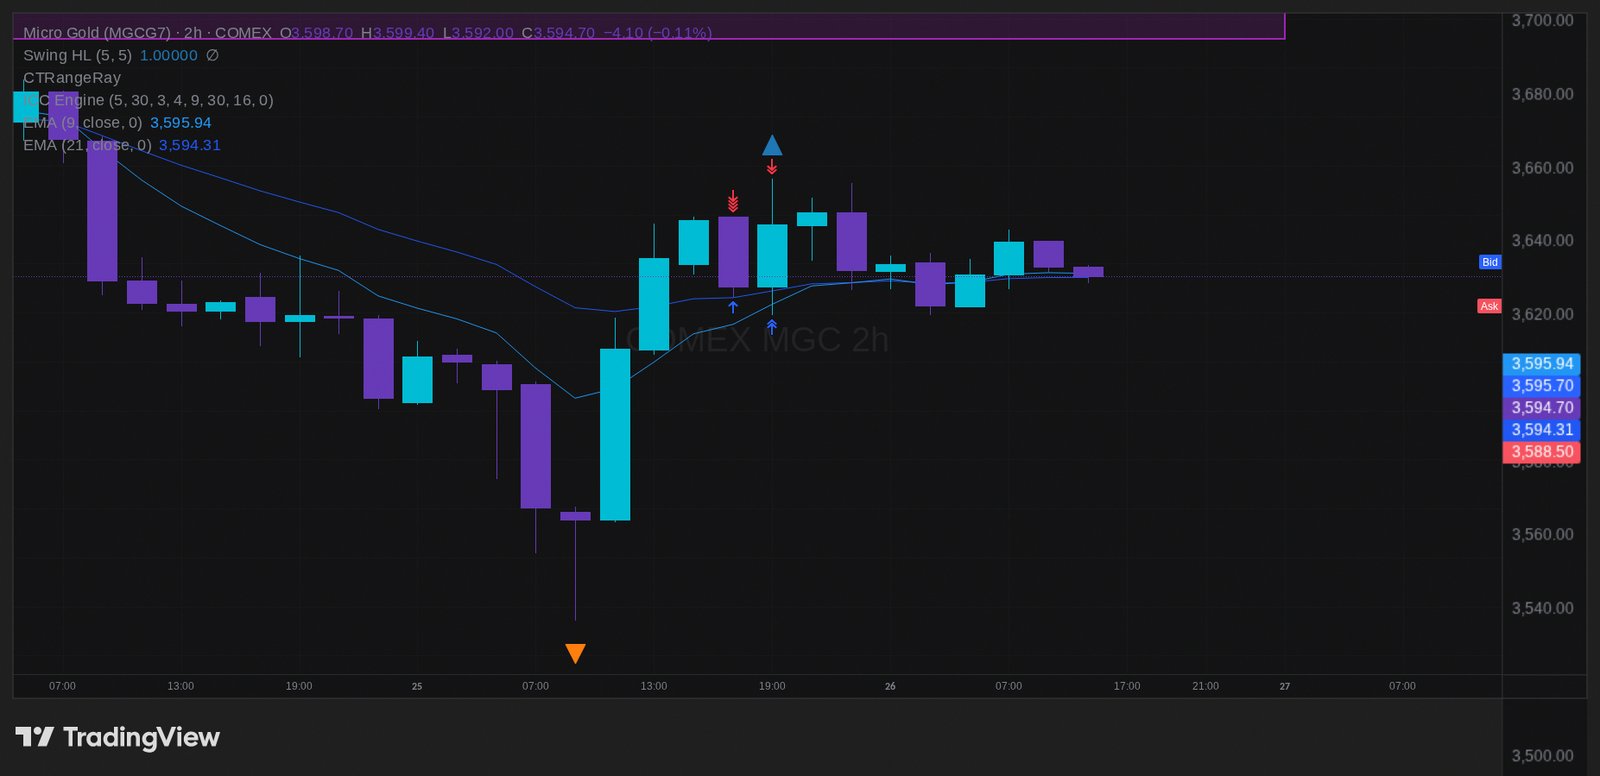 Micro Gold (MGCG7) · 2h · COMEX O3,598.70 H3,599.40 L3,592.00 C3,594.70 −4.10 (−0.11%)
Swing HL (5, 5) 1.00000 ∅
CTRangeRay
ICC Engine (5, 30, 3, 4, 9, 30, 16, 0)
EMA (9, close, 0) 3,595.94
EMA (21, close, 0) 3,594.31
COMEX MGC 2h
3,700.00
3,680.00
3,660.00
3,640.00
Bid
Ask
3,620.00
3,595.94
3,595.70
3,594.70
3,594.31
3,588.50
3,580.00
3,560.00
3,540.00
3,500.00
07:00 13:00 19:00 25 07:00 13:00 19:00 26 07:00 17:00 21:00 27 07:00
TradingView